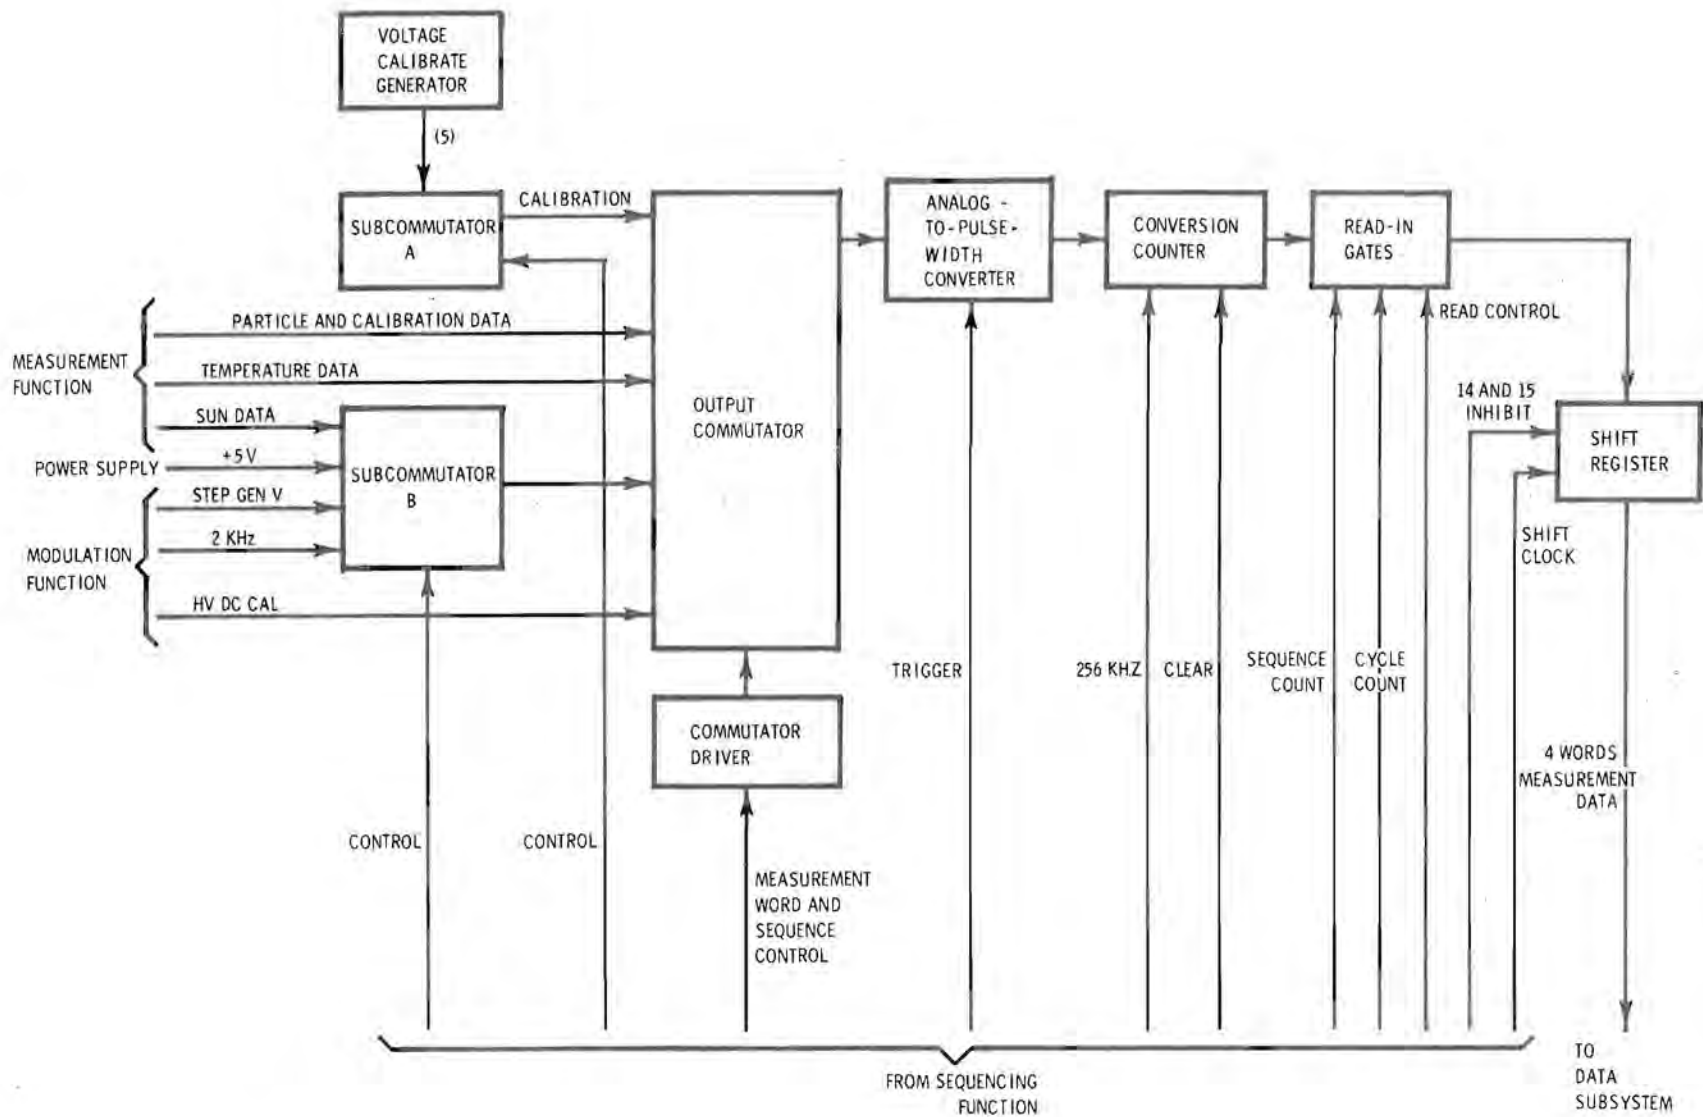 VOLTAGE
CALIBRATE
GENERATOR
(5)
SUBCOMMUTATOR
A
CALIBRATION
MEASUREMENT
FUNCTION
PARTICLE AND CALIBRATION DATA
TEMPERATURE DATA
SUN DATA
POWER SUPPLY
+5 V
STEP GEN V
2 KHz
MODULATION
FUNCTION
HV DC CAL
SUBCOMMUTATOR
B
OUTPUT
COMMUTATOR
COMMUTATOR
DRIVER
ANALOG -
TO-PULSE-
WIDTH
CONVERTER
CONVERSION
COUNTER
READ-IN
GATES
READ CONTROL
14 AND 15
INHIBIT
SHIFT
REGISTER
SHIFT
CLOCK
CONTROL
CONTROL
MEASUREMENT
WORD AND
SEQUENCE
CONTROL
TRIGGER
256 KHZ
CLEAR
SEQUENCE
COUNT
CYCLE
COUNT
4 WORDS
MEASUREMENT
DATA
FROM SEQUENCING
FUNCTION
TO
DATA
SUBSYSTEM